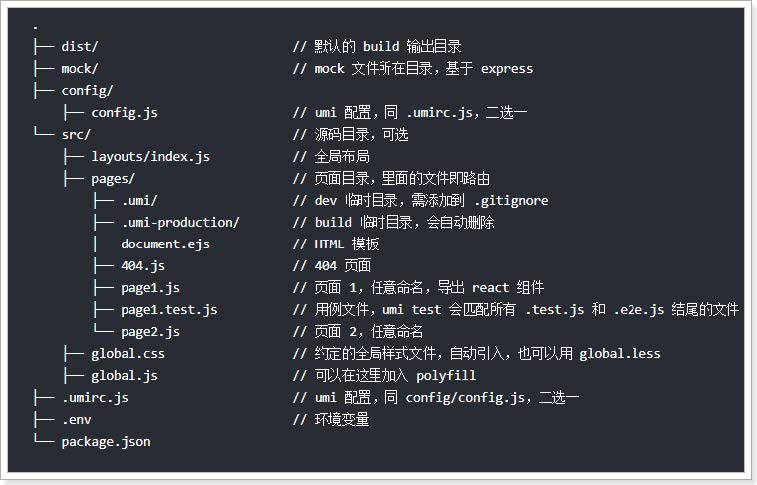 .
├── dist/                          // 默认的 build 输出目录
├── mock/                          // mock 文件所在目录，基于 express
├── config/
    ├── config.js                  // umi 配置，同 .umirc.js，二选一
└── src/                           // 源码目录，可选
    ├── layouts/index.js           // 全局布局
    ├── pages/                     // 页面目录，里面的文件即路由
        ├── .umi/                  // dev 临时目录，需添加到 .gitignore
        ├── .umi-production/       // build 临时目录，会自动删除
        │   document.ejs           // HTML 模板
        ├── 404.js                 // 404 页面
        ├── page1.js               // 页面 1，任意命名，导出 react 组件
        ├── page1.test.js          // 用例文件，umi test 会匹配所有 .test.js 和 .e2e.js 结尾的文件
        └── page2.js               // 页面 2，任意命名
    ├── global.css                 // 约定的全局样式文件，自动引入，也可以用 global.less
    ├── global.js                  // 可以在这里加入 polyfill
├── .umirc.js                      // umi 配置，同 config/config.js，二选一
├── .env                           // 环境变量
└── package.json